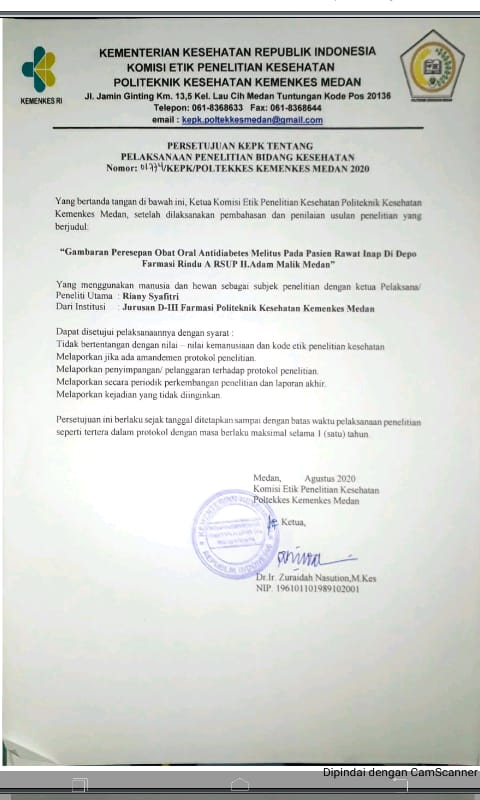 KEMENTERIAN KESEHATAN REPUBLIK INDONESIA
KOMISI ETIK PENELITIAN KESEHATAN
POLITEKNIK KESEHATAN KEMENKES MEDAN
KEMENKES RI
Jl. Jamin Ginting Km. 13,5 Kel. Lau Cih Medan Tuntungan Kode Pos 20136
Telepon: 061-8368633 Fax: 061-8368644
email : kepk.poltekkesmedan@gmail.com
PERSETUJUAN KEPK TENTANG
PELAKSANAAN PENELITIAN BIDANG KESEHATAN
Nomor: /KEPK/POLTEKKES KEMENKES MEDAN 2020
Yang bertanda tangan di bawah ini, Ketua Komisi Etik Penelitian Kesehatan Politeknik Kesehatan
Kemenkes Medan, setelah dilaksanakan pembahasan dan penilaian usulan penelitian yang
berjudul:
“Gambaran Peresepan Obat Oral Antidiabetes Melitus Pada Pasien Rawat Inap Di Depo
Farmasi Rindu A RSUP H.Adam Malik Medan”
Yang menggunakan manusia dan hewan sebagai subjek penelitian dengan ketua Pelaksana/
Peneliti Utama : Riany Syafitri
Dari Institusi : Jurusan D-III Farmasi Politeknik Kesehatan Kemenkes Medan
Dapat disetujui pelaksanaannya dengan syarat :
Tidak bertentangan dengan nilai – nilai kemanusiaan dan kode etik penelitian kesehatan
Melaporkan jika ada amandemen protokol penelitian.
Melaporkan penyimpangan/ pelanggaran terhadap protokol penelitian.
Melaporkan secara periodik perkembangan penelitian dan laporan akhir.
Melaporkan kejadian yang tidak diinginkan.
Persetujuan ini berlaku sejak tanggal ditetapkan sampai dengan batas waktu pelaksanaan penelitian
seperti tertera dalam protokol dengan masa berlaku maksimal selama 1 (satu) tahun.
Medan, Agustus 2020
Komisi Etik Penelitian Kesehatan
Poltekkes Kemenkes Medan
Ketua,
Dr.Ir. Zuraidah Nasution,M.Kes
NIP. 196101101989102001
REPUBLIK INDONESIA
Dipindai dengan CamScanner